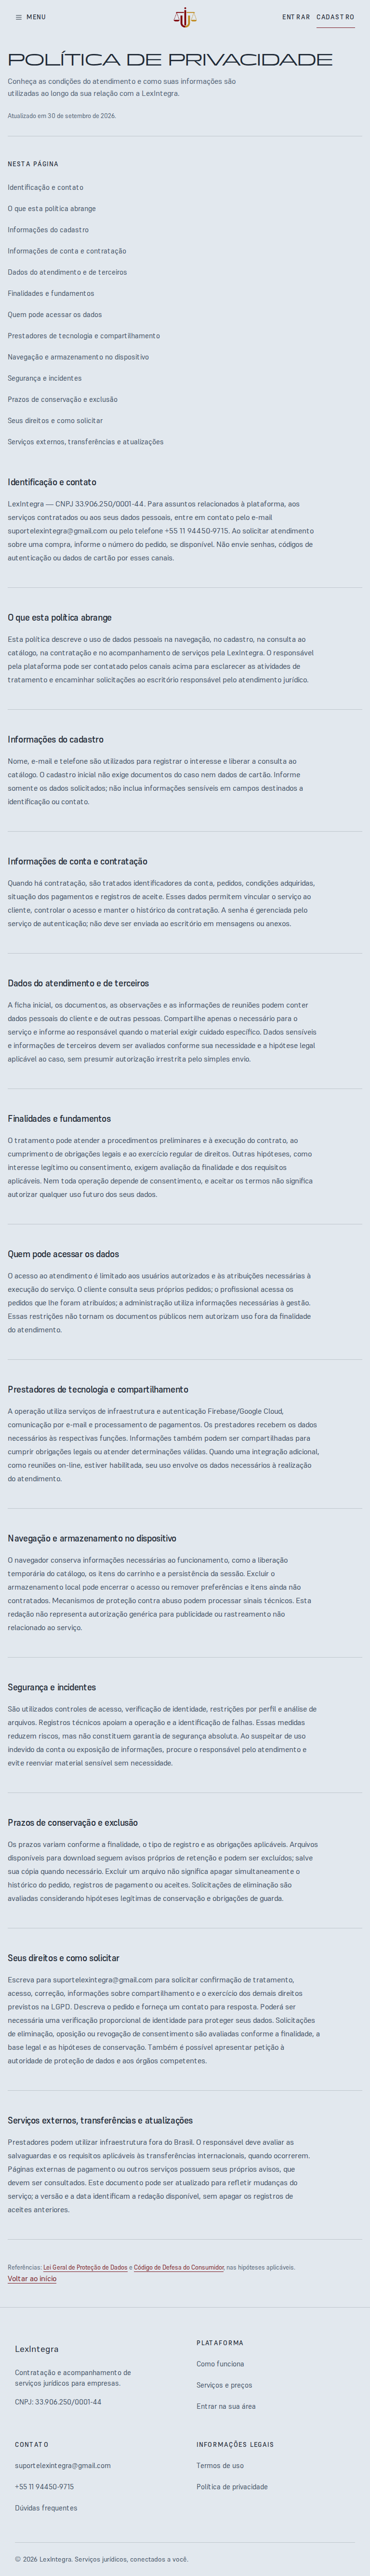 MENU
ENTRAR CADASTRO
POLÍTICA DE PRIVACIDADE
Conheça as condições do atendimento e como suas informações são
utilizadas ao longo da sua relação com a LexIntegra.
Atualizado em 30 de setembro de 2026.
NESTA PÁGINA
Identificação e contato
O que esta política abrange
Informações do cadastro
Informações de conta e contratação
Dados do atendimento e de terceiros
Finalidades e fundamentos
Quem pode acessar os dados
Prestadores de tecnologia e compartilhamento
Navegação e armazenamento no dispositivo
Segurança e incidentes
Prazos de conservação e exclusão
Seus direitos e como solicitar
Serviços externos, transferências e atualizações
Identificação e contato
LexIntegra — CNPJ 33.906.250/0001-44. Para assuntos relacionados à plataforma, aos
serviços contratados ou aos seus dados pessoais, entre em contato pelo e-mail
suportelexintegra@gmail.com ou pelo telefone +55 11 94450-9715. Ao solicitar atendimento
sobre uma compra, informe o número do pedido, se disponível. Não envie senhas, códigos de
autenticação ou dados de cartão por esses canais.
O que esta política abrange
Esta política descreve o uso de dados pessoais na navegação, no cadastro, na consulta ao
catálogo, na contratação e no acompanhamento de serviços pela LexIntegra. O responsável
pela plataforma pode ser contatado pelos canais acima para esclarecer as atividades de
tratamento e encaminhar solicitações ao escritório responsável pelo atendimento jurídico.
Informações do cadastro
Nome, e-mail e telefone são utilizados para registrar o interesse e liberar a consulta ao
catálogo. O cadastro inicial não exige documentos do caso nem dados de cartão. Informe
somente os dados solicitados; não inclua informações sensíveis em campos destinados a
identificação ou contato.
Informações de conta e contratação
Quando há contratação, são tratados identificadores da conta, pedidos, condições adquiridas,
situação dos pagamentos e registros de aceite. Esses dados permitem vincular o serviço ao
cliente, controlar o acesso e manter o histórico da contratação. A senha é gerenciada pelo
serviço de autenticação; não deve ser enviada ao escritório em mensagens ou anexos.
Dados do atendimento e de terceiros
A ficha inicial, os documentos, as observações e as informações de reuniões podem conter
dados pessoais do cliente e de outras pessoas. Compartilhe apenas o necessário para o
serviço e informe ao responsável quando o material exigir cuidado específico. Dados sensíveis
e informações de terceiros devem ser avaliados conforme sua necessidade e a hipótese legal
aplicável ao caso, sem presumir autorização irrestrita pelo simples envio.
Finalidades e fundamentos
O tratamento pode atender a procedimentos preliminares e à execução do contrato, ao
cumprimento de obrigações legais e ao exercício regular de direitos. Outras hipóteses, como
interesse legítimo ou consentimento, exigem avaliação da finalidade e dos requisitos
aplicáveis. Nem toda operação depende de consentimento, e aceitar os termos não significa
autorizar qualquer uso futuro dos seus dados.
Quem pode acessar os dados
O acesso ao atendimento é limitado aos usuários autorizados e às atribuições necessárias à
execução do serviço. O cliente consulta seus próprios pedidos; o profissional acessa os
pedidos que lhe foram atribuídos; a administração utiliza informações necessárias à gestão.
Essas restrições não tornam os documentos públicos nem autorizam uso fora da finalidade
do atendimento.
Prestadores de tecnologia e compartilhamento
A operação utiliza serviços de infraestrutura e autenticação Firebase/Google Cloud,
comunicação por e-mail e processamento de pagamentos. Os prestadores recebem os dados
necessários às respectivas funções. Informações também podem ser compartilhadas para
cumprir obrigações legais ou atender determinações válidas. Quando uma integração adicional,
como reuniões on-line, estiver habilitada, seu uso envolve os dados necessários à realização
do atendimento.
Navegação e armazenamento no dispositivo
O navegador conserva informações necessárias ao funcionamento, como a liberação
temporária do catálogo, os itens do carrinho e a persistência da sessão. Excluir o
armazenamento local pode encerrar o acesso ou remover preferências e itens ainda não
contratados. Mecanismos de proteção contra abuso podem processar sinais técnicos. Esta
redação não representa autorização genérica para publicidade ou rastreamento não
relacionado ao serviço.
Segurança e incidentes
São utilizados controles de acesso, verificação de identidade, restrições por perfil e análise de
arquivos. Registros técnicos apoiam a operação e a identificação de falhas. Essas medidas
reduzem riscos, mas não constituem garantia de segurança absoluta. Ao suspeitar de uso
indevido da conta ou exposição de informações, procure o responsável pelo atendimento e
evite reenviar material sensível sem necessidade.
Prazos de conservação e exclusão
Os prazos variam conforme a finalidade, o tipo de registro e as obrigações aplicáveis. Arquivos
disponíveis para download seguem avisos próprios de retenção e podem ser excluídos; salve
sua cópia quando necessário. Excluir um arquivo não significa apagar simultaneamente o
histórico do pedido, registros de pagamento ou aceites. Solicitações de eliminação são
avaliadas considerando hipóteses legítimas de conservação e obrigações de guarda.
Seus direitos e como solicitar
Escreva para suportelexintegra@gmail.com para solicitar confirmação de tratamento,
acesso, correção, informações sobre compartilhamento e o exercício dos demais direitos
previstos na LGPD. Descreva o pedido e forneça um contato para resposta. Poderá ser
necessária uma verificação proporcional de identidade para proteger seus dados. Solicitações
de eliminação, oposição ou revogação de consentimento são avaliadas conforme a finalidade, a
base legal e as hipóteses de conservação. Também é possível apresentar petição à
autoridade de proteção de dados e aos órgãos competentes.
Serviços externos, transferências e atualizações
Prestadores podem utilizar infraestrutura fora do Brasil. O responsável deve avaliar as
salvaguardas e os requisitos aplicáveis às transferências internacionais, quando ocorrerem.
Páginas externas de pagamento ou outros serviços possuem seus próprios avisos, que
devem ser consultados. Este documento pode ser atualizado para refletir mudanças do
serviço; a versão e a data identificam a redação disponível, sem apagar os registros de
aceites anteriores.
Referências: Lei Geral de Proteção de Dados e Código de Defesa do Consumidor, nas hipóteses aplicáveis.
Voltar ao início
LexIntegra
Contratação e acompanhamento de
serviços jurídicos para empresas.
CNPJ: 33.906.250/0001-44
PLATAFORMA
Como funciona
Serviços e preços
Entrar na sua área
CONTATO
suportelexintegra@gmail.com
+55 11 94450-9715
Dúvidas frequentes
INFORMAÇÕES LEGAIS
Termos de uso
Política de privacidade
© 2026 LexIntegra. Serviços jurídicos, conectados a você.